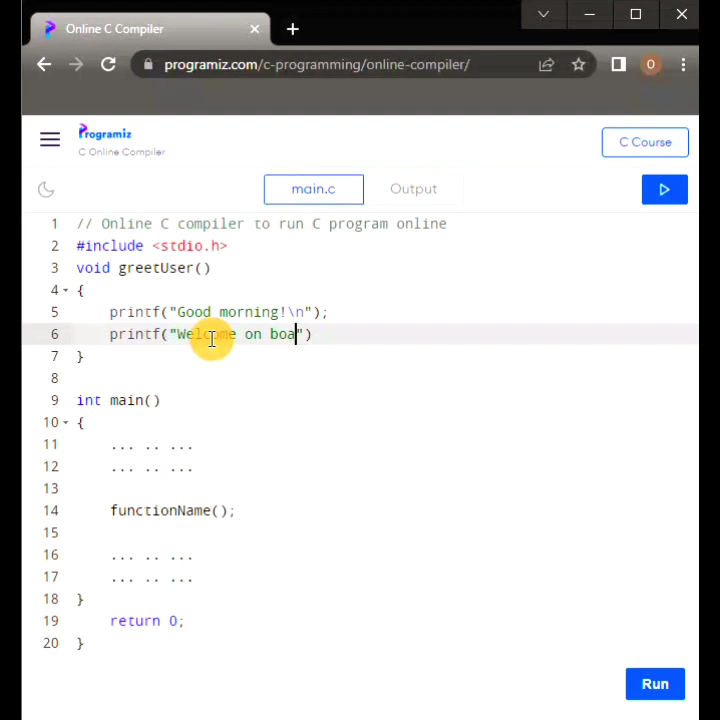 Online C Compiler
programiz.com/c-programming/online-compiler/
O
Programiz
C Online Compiler
C Course
main.c
Output
1 // Online C compiler to run C program online
2 #include <stdio.h>
3 void greetUser()
4 {
5 printf("Good morning!\n");
6 printf("Welcome on boa")
7 }
8
9 int main()
10 {
11 ... .. ...
12 ... .. ...
13
14 functionName();
15
16 ... .. ...
17 ... .. ...
18 }
19 return 0;
20 }
Run